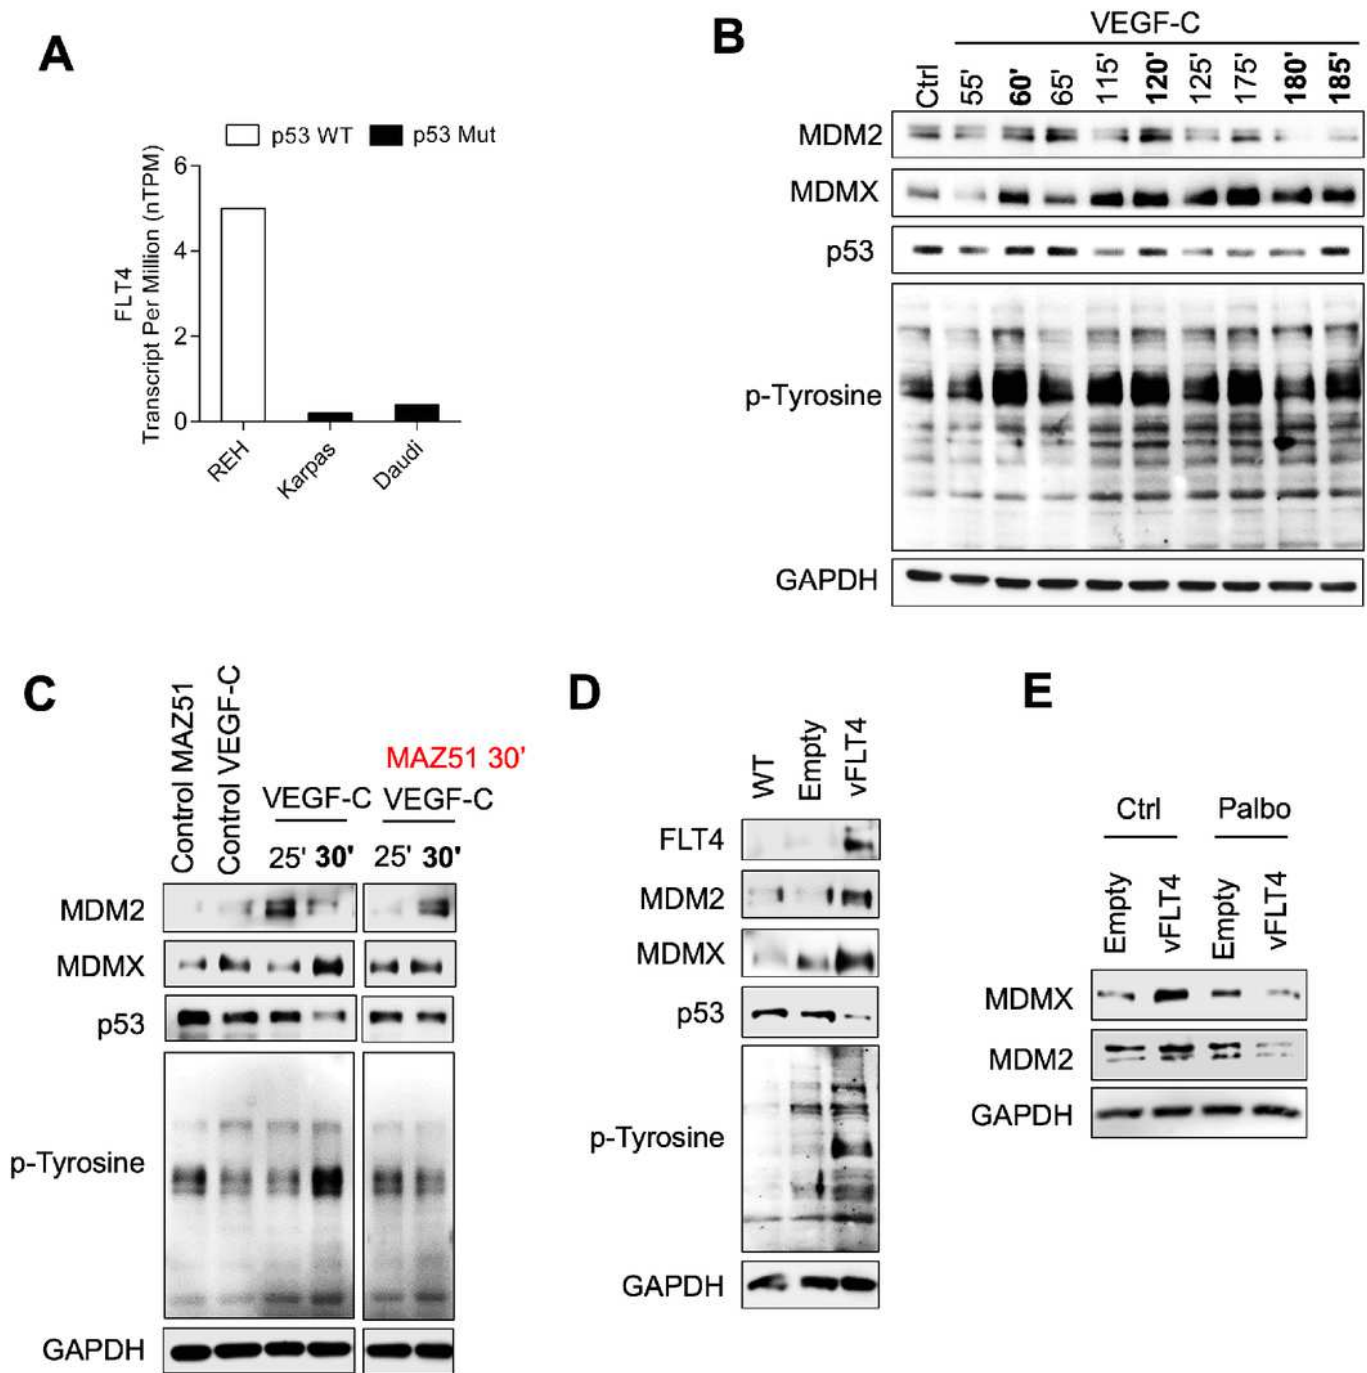 A
p53 WT p53 Mut
FLT4
Transcript Per Million (nTPM)
6
4
2
0
REH Karpas Daudi
B
VEGF-C
Ctrl 55' 60' 65' 115' 120' 125' 175' 180' 185'
MDM2
MDMX
p53
p-Tyrosine
GAPDH
C
Control MAZ51
Control VEGF-C
MAZ51 30'
VEGF-C VEGF-C
25' 30' 25' 30'
MDM2
MDMX
p53
p-Tyrosine
GAPDH
D
WT Empty vFLT4
FLT4
MDM2
MDMX
p53
p-Tyrosine
GAPDH
E
Ctrl Palbo
Empty vFLT4 Empty vFLT4
MDMX
MDM2
GAPDH